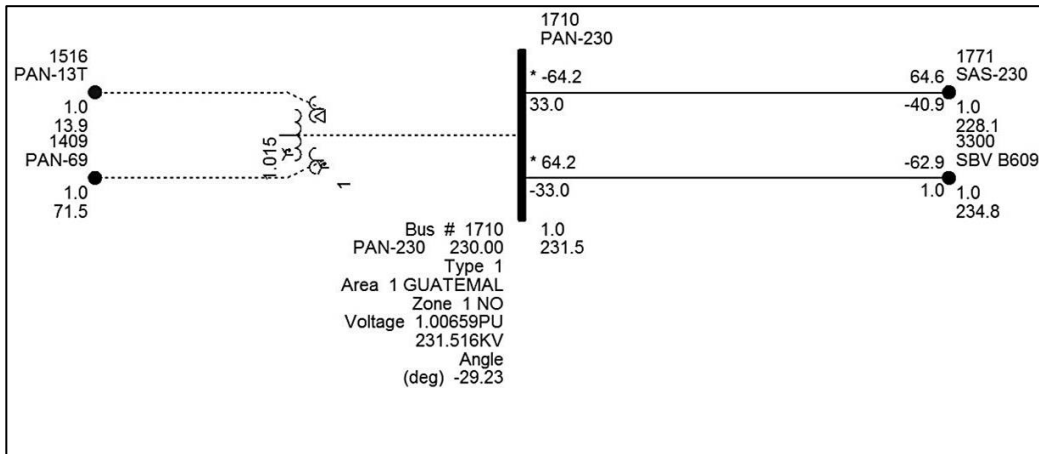 1516
PAN-13T
1.0
13.9
1409
PAN-69
1.0
71.5
1.015
1
1710
PAN-230
* -64.2
33.0
* 64.2
-33.0
1.0
231.5
64.6
-40.9
-62.9
1.0
1771
SAS-230
1.0
228.1
3300
SBV B609
1.0
234.8
Bus # 1710
PAN-230 230.00
Type 1
Area 1 GUATEMAL
Zone 1 NO
Voltage 1.00659PU
231.516KV
Angle
(deg) -29.23